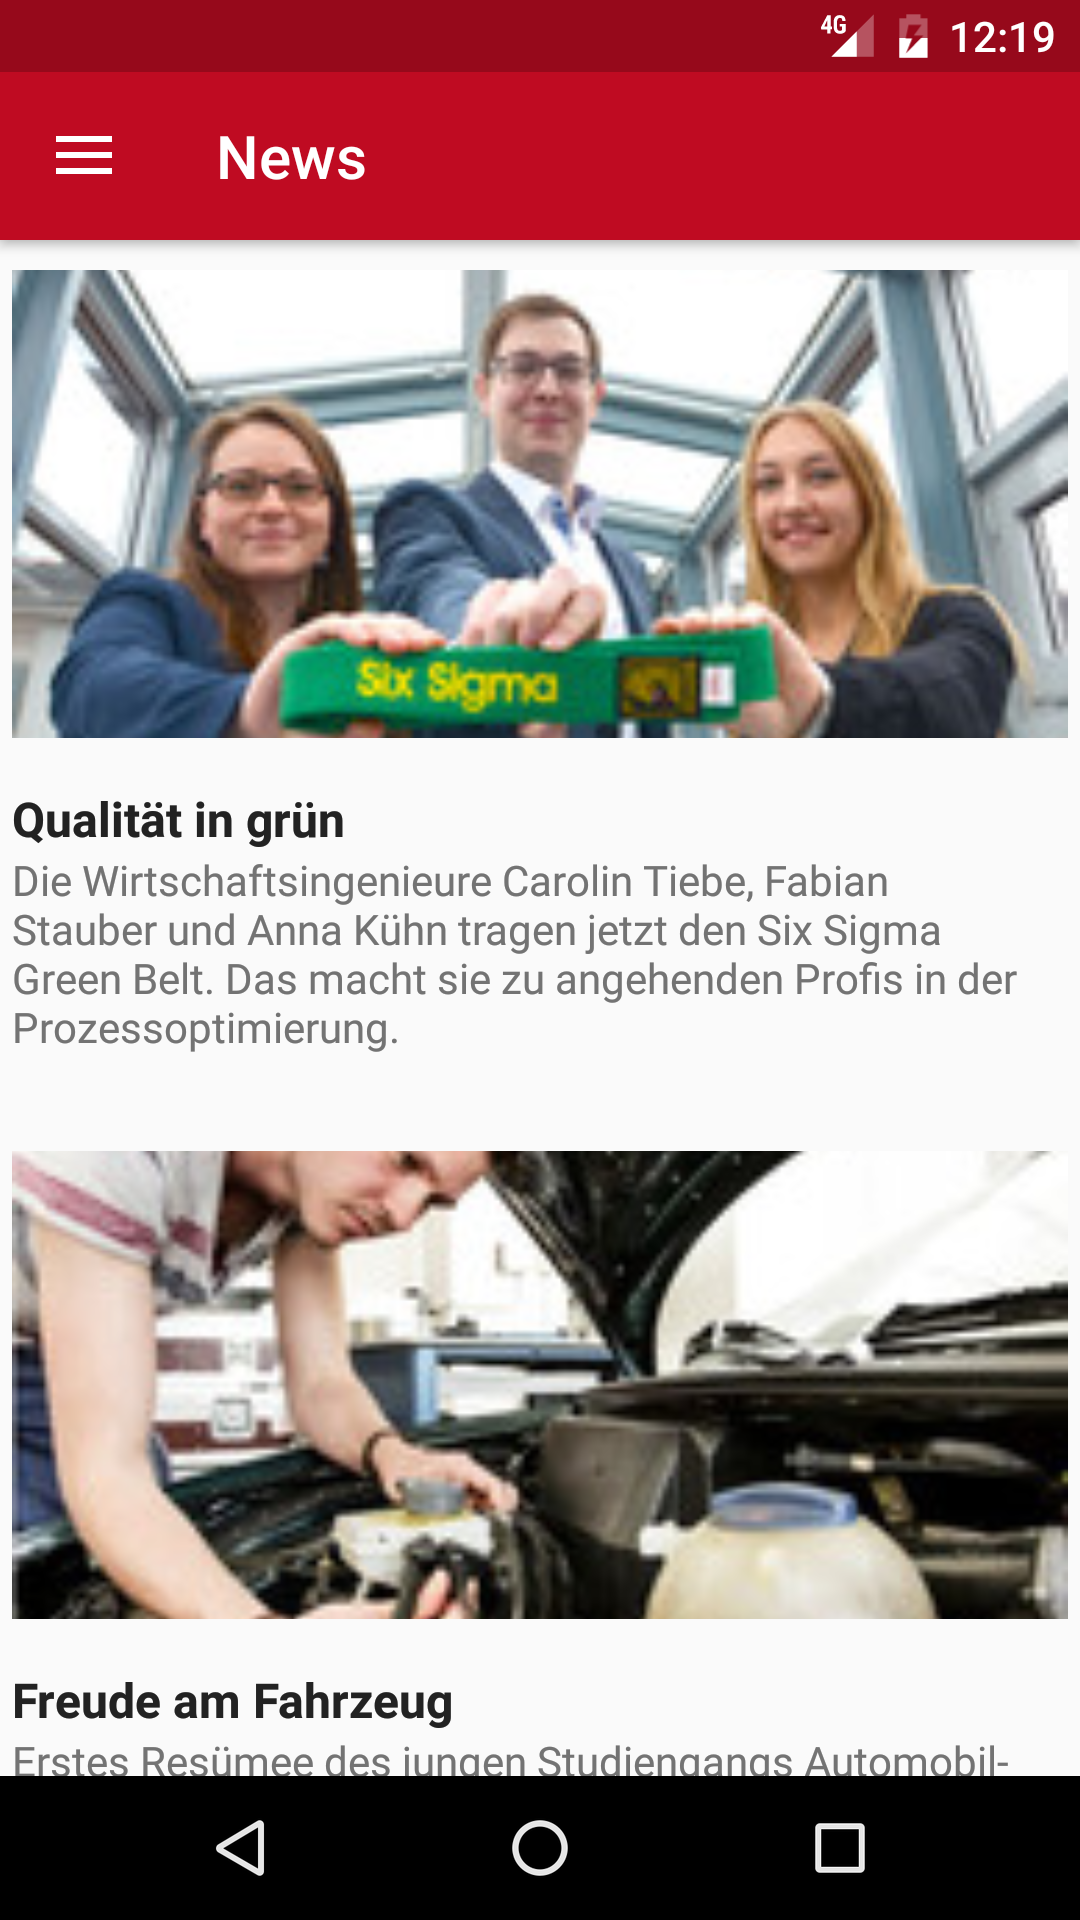 4G 12:19
News
Six Sigma
Qualität in grün
Die Wirtschaftsingenieure Carolin Tiebe, Fabian
Stauber und Anna Kühn tragen jetzt den Six Sigma
Green Belt. Das macht sie zu angehenden Profis in der
Prozessoptimierung.
Freude am Fahrzeug
Erstes Resümee des jungen Studiengangs Automobil-